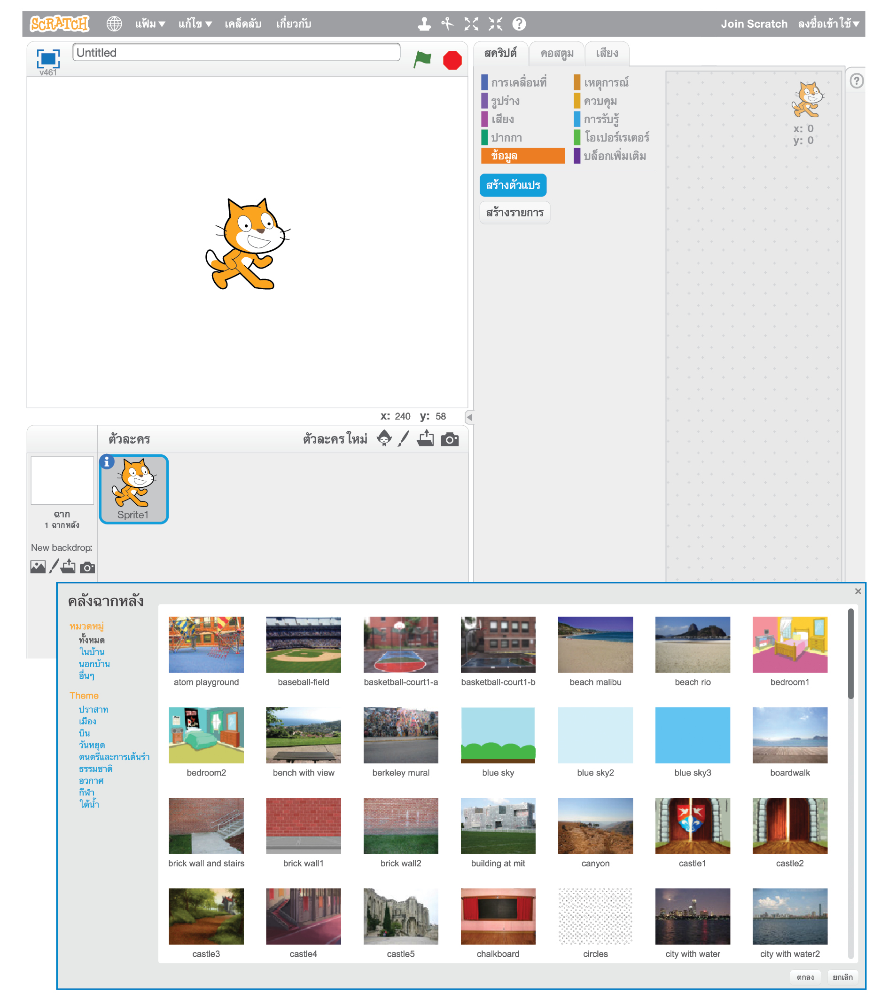 SCRATCH
แฟ้ม แก้ไข เคล็ดลับ เกี่ยวกับ
Join Scratch ลงชื่อเข้าใช้
v461
Untitled
สคริปต์ คอสตูม เสียง
การเคลื่อนที่ เหตุการณ์
รูปร่าง ควบคุม
เสียง การรับรู้
ปากกา โอเปอร์เรเตอร์
ข้อมูล บล็อกเพิ่มเติม
สร้างตัวแปร
สร้างรายการ
x: 0
y: 0
x: 240 y: 58
ตัวละคร ตัวละครใหม่
Sprite1
ฉาก
1 ฉากหลัง
New backdrop:
คลังฉากหลัง
หมวดหมู่
ทั้งหมด
ในบ้าน
นอกบ้าน
อื่นๆ
Theme
ปราสาท
เมือง
บิน
วันหยุด
ดนตรีและการเต้นรำ
ธรรมชาติ
อวกาศ
กีฬา
ใต้น้ำ
atom playground baseball-field basketball-court1-a basketball-court1-b beach malibu beach rio bedroom1
bedroom2 bench with view berkeley mural blue sky blue sky2 blue sky3 boardwalk
brick wall and stairs brick wall1 brick wall2 building at mit canyon castle1 castle2
castle3 castle4 castle5 chalkboard circles city with water city with water2
ตกลง ยกเลิก